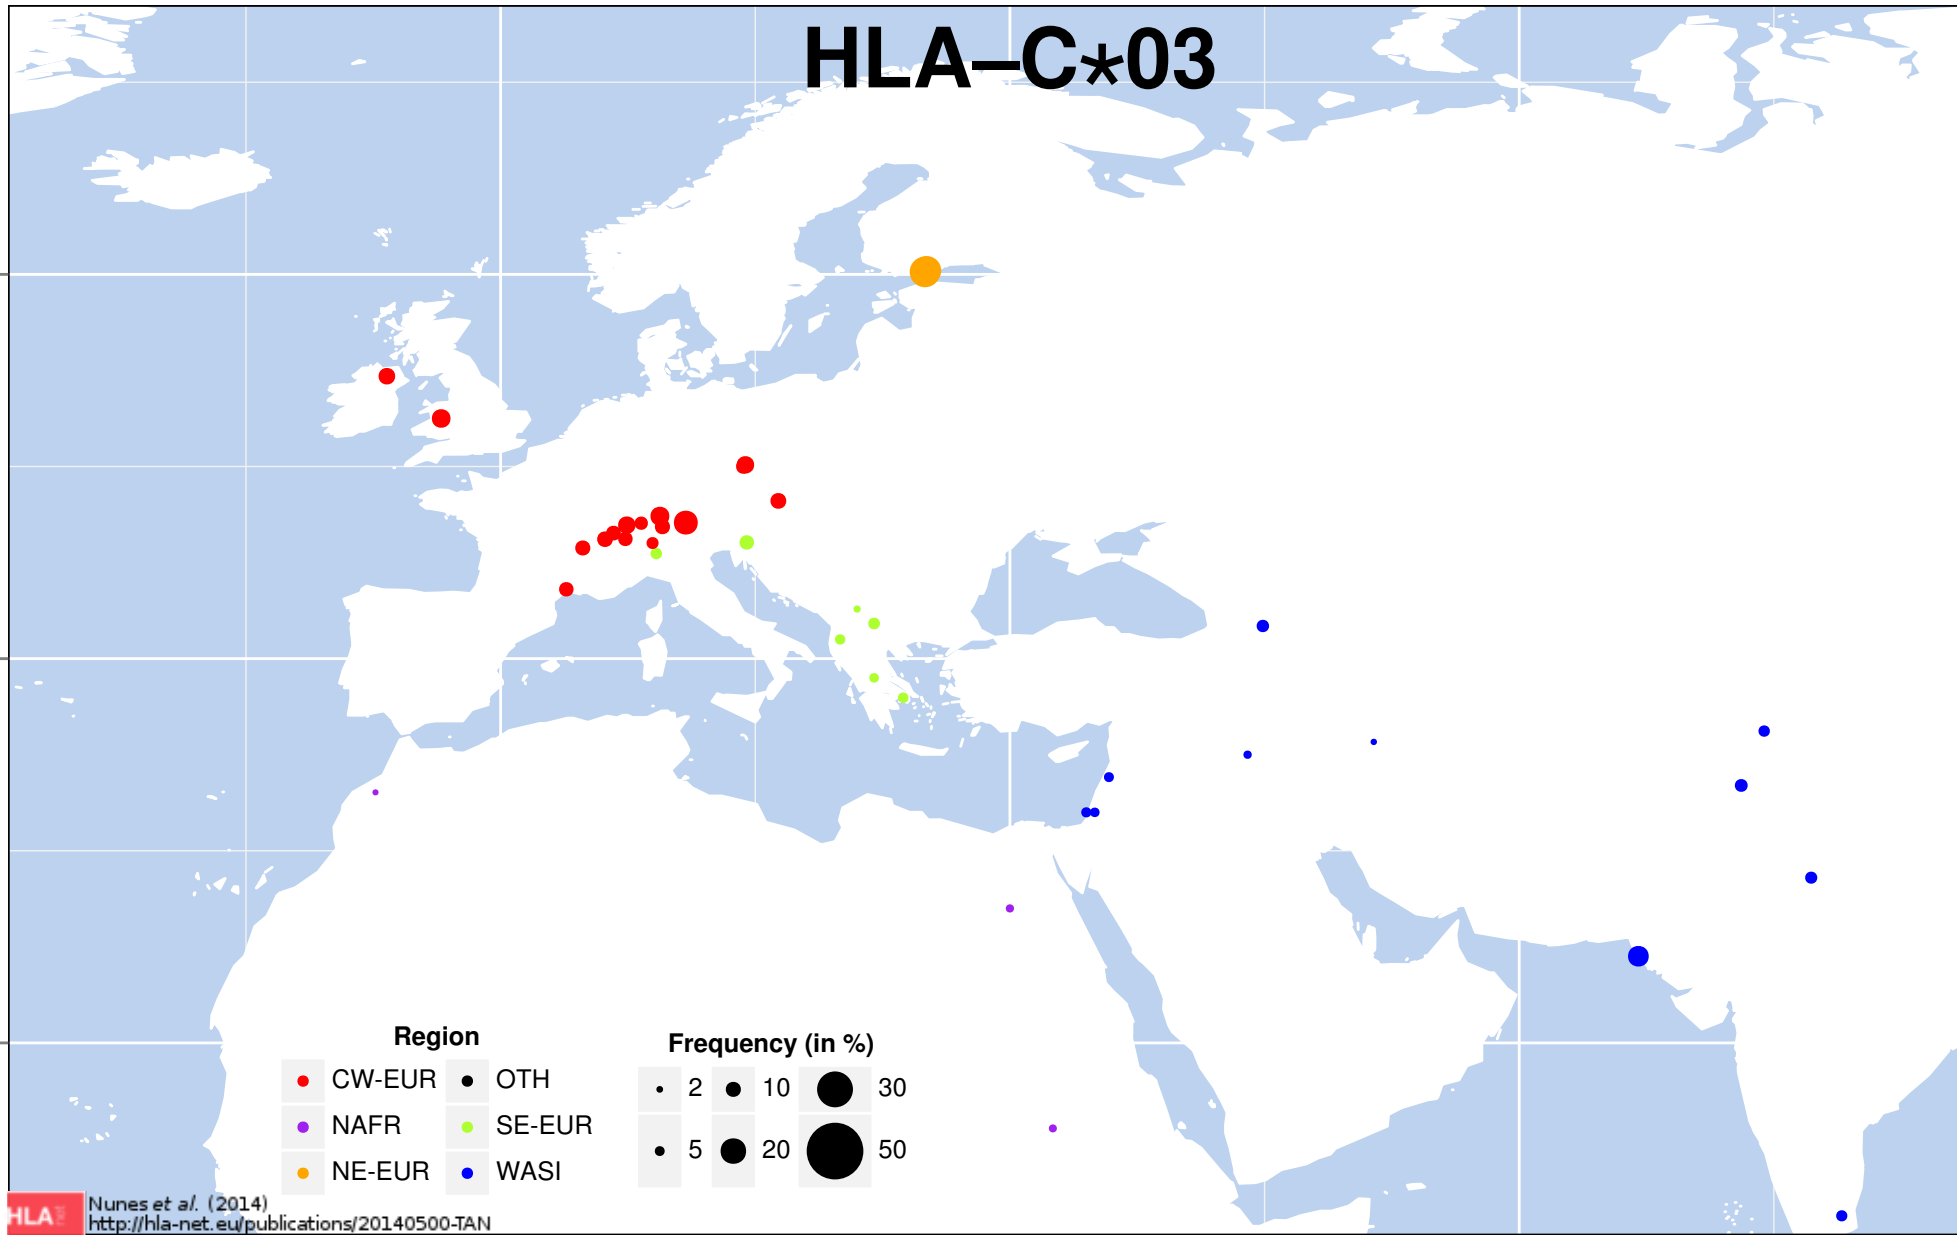 HLA–C*03
Region
CW-EUR
OTH
NAFR
SE-EUR
NE-EUR
WASI
Frequency (in %)
2
10
30
5
20
50
HLA net
Nunes et al. (2014)
http://hla-net.eu/publications/20140500-TAN